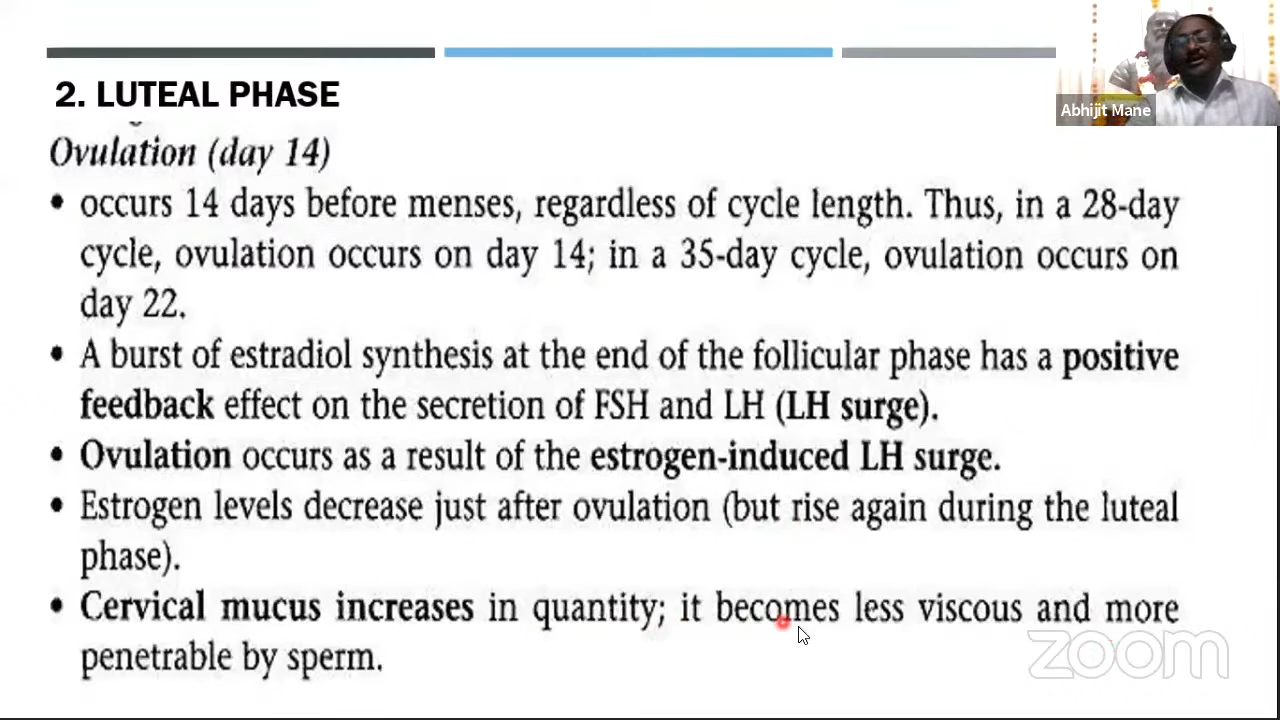 2. LUTEAL PHASE
Abhijit Mane
Ovulation (day 14)
• occurs 14 days before menses, regardless of cycle length. Thus, in a 28-day
cycle, ovulation occurs on day 14; in a 35-day cycle, ovulation occurs on
day 22.
• A burst of estradiol synthesis at the end of the follicular phase has a positive
feedback effect on the secretion of FSH and LH (LH surge).
• Ovulation occurs as a result of the estrogen-induced LH surge.
• Estrogen levels decrease just after ovulation (but rise again during the luteal
phase).
• Cervical mucus increases in quantity; it becomes less viscous and more
penetrable by sperm.
zoom